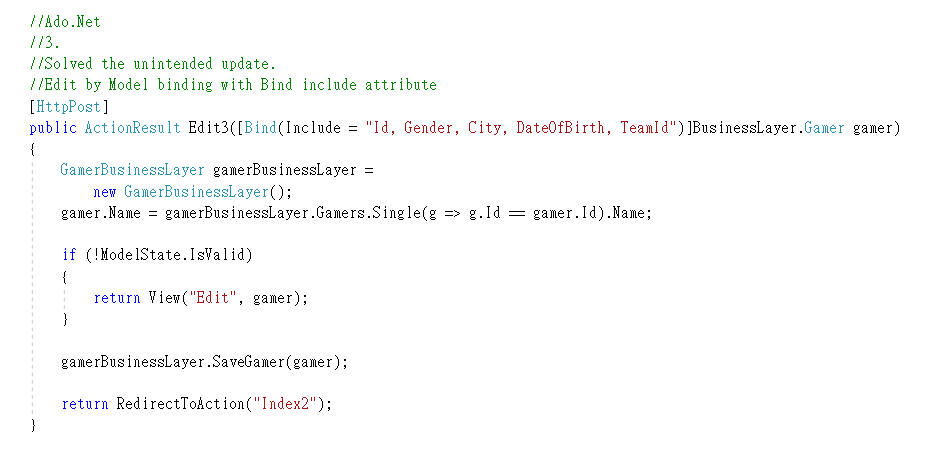 //Ado.Net
//3.
//Solved the unintended update.
//Edit by Model binding with Bind include attribute
[HttpPost]
public ActionResult Edit3([Bind(Include = "Id, Gender, City, DateOfBirth, TeamId")]BusinessLayer.Gamer gamer)
{
GamerBusinessLayer gamerBusinessLayer =
new GamerBusinessLayer();
gamer.Name = gamerBusinessLayer.Gamers.Single(g => g.Id == gamer.Id).Name;
if (!ModelState.IsValid)
{
return View("Edit", gamer);
}
gamerBusinessLayer.SaveGamer(gamer);
return RedirectToAction("Index2");
}